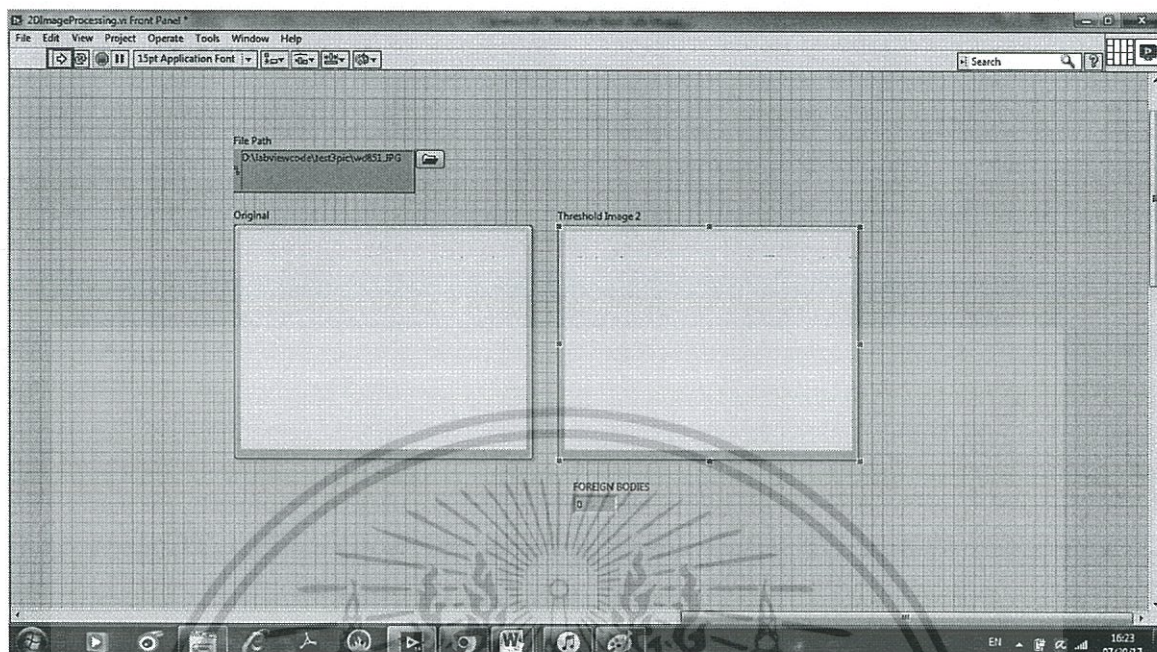 2DImageProcessing.vi Front Panel *
File Edit View Project Operate Tools Window Help
15pt Application Font
Search
File Path
D:\labviewcode\test3pic\wd851.JPG
Original
Threshold Image 2
FOREIGN BODIES
0
EN
16:23